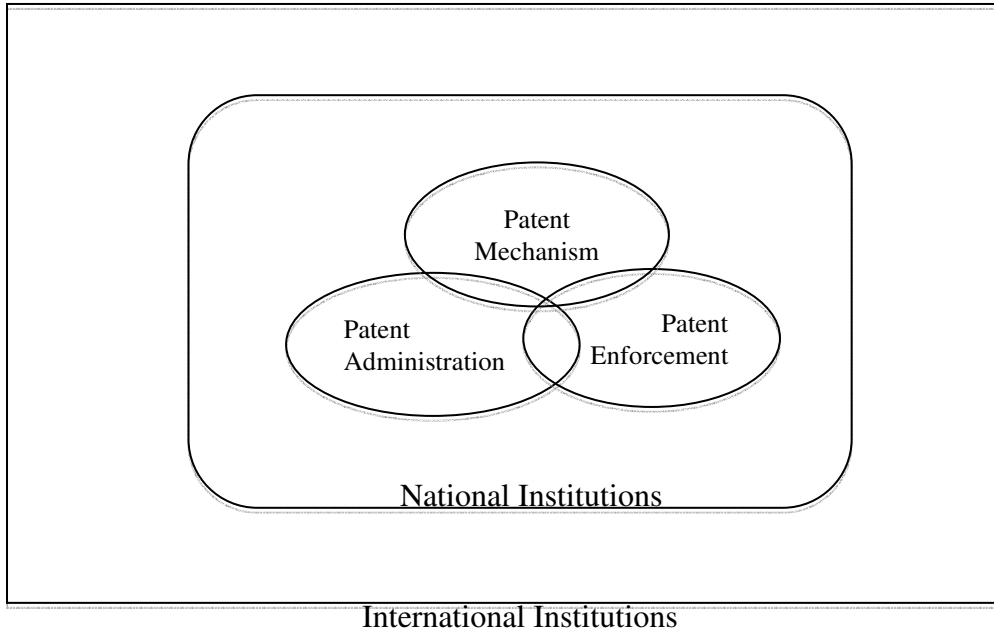 Patent
Mechanism
Patent
Administration
Patent
Enforcement
National Institutions
International Institutions